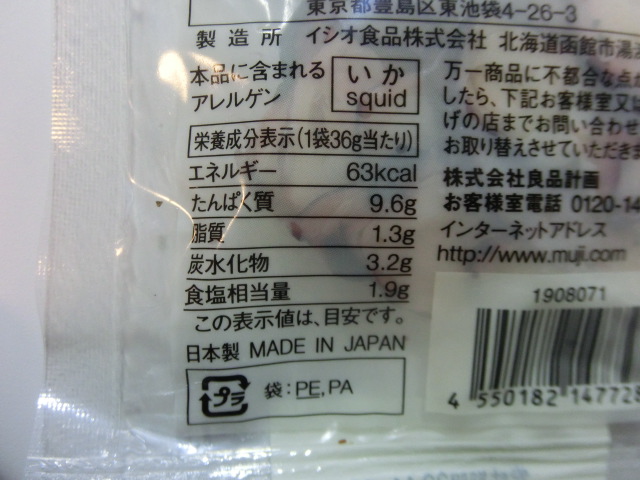 東京都豊島区東池袋4-26-3
製造所 イシオ食品株式会社 北海道函館市湯
本品に含まれる
アレルゲン
いか
squid
栄養成分表示(1袋36g当たり)
エネルギー 63kcal
たんぱく質 9.6g
脂質 1.3g
炭水化物 3.2g
食塩相当量 1.9g
この表示値は、目安です。
日本製 MADE IN JAPAN
プラ
袋:PE,PA
万一商品に不都合な点
したら、下記お客様室又
げの店までお問い合わせ
お取り替えさせていただきま
株式会社良品計画
お客様室電話 0120-14
インターネットアドレス
http://www.muji.com
1908071
4 550182 147728